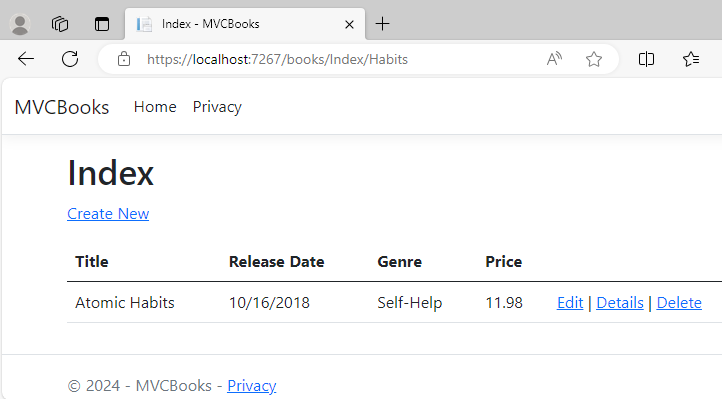 Index - MVCBooks
https://localhost:7267/books/Index/Habits
MVCBooks Home Privacy
Index
Create New
Title Release Date Genre Price
Atomic Habits 10/16/2018 Self-Help 11.98 Edit | Details | Delete
© 2024 - MVCBooks - Privacy